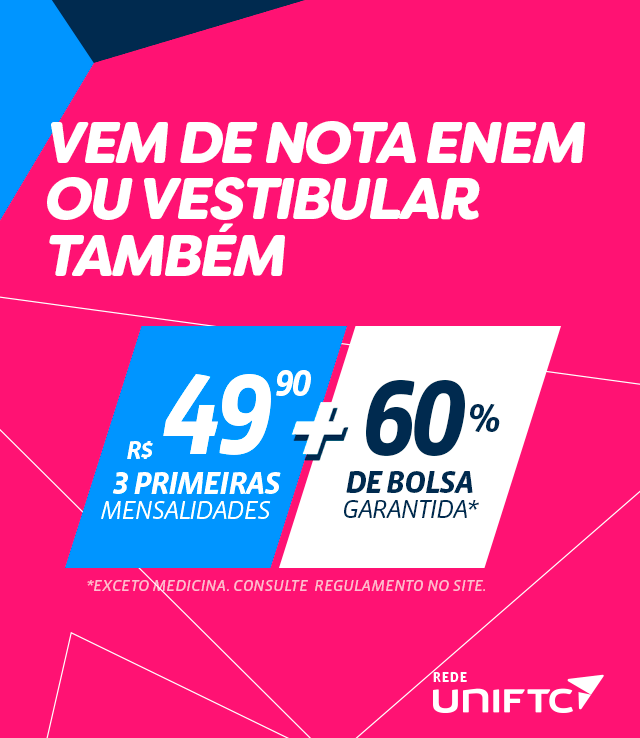 VEM DE NOTA ENEM
OU VESTIBULAR
TAMBÉM
R$ 49,90
3 PRIMEIRAS
MENSALIDADES
+
60%
DE BOLSA
GARANTIDA*
*EXCETO MEDICINA. CONSULTE REGULAMENTO NO SITE.
REDE
UNIFTC